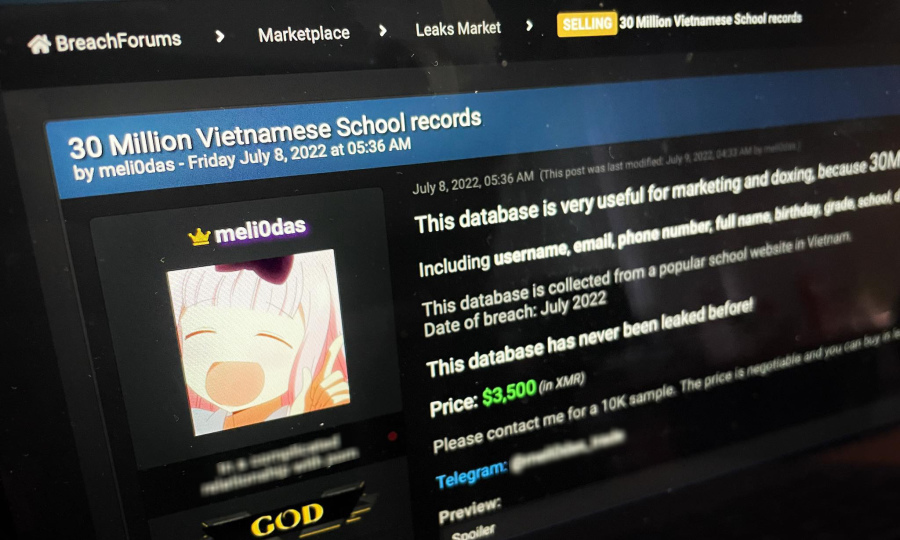 BreachForums > Marketplace > Leaks Market > SELLING 30 Million Vietnamese School records
30 Million Vietnamese School records
by meli0das - Friday July 8, 2022 at 05:36 AM
meli0das
GOD
July 8, 2022, 05:36 AM (This post was last modified: July 9, 2022, 04:33 AM by meli0das.)
This database is very useful for marketing and doxing, because 30M
Including username, email, phone number, full name, birthday, grade, school,
This database is collected from a popular school website in Vietnam.
Date of breach: July 2022
This database has never been leaked before!
Price: $3,500 (in XMR)
Please contact me for a 10K sample. The price is negotiable and you can buy in
Telegram:
Preview:
Spoiler